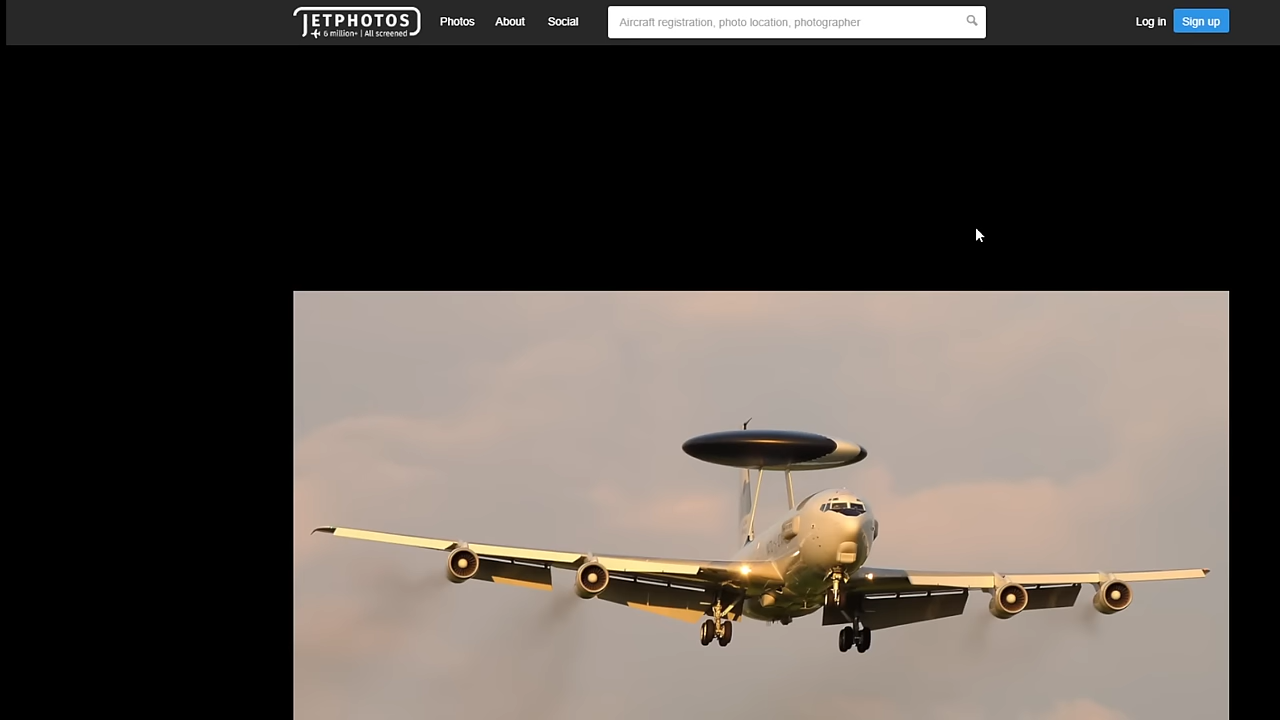 JETPHOTOS
6 million+ | All screened
Photos
About
Social
Aircraft registration, photo location, photographer
Log in
Sign up